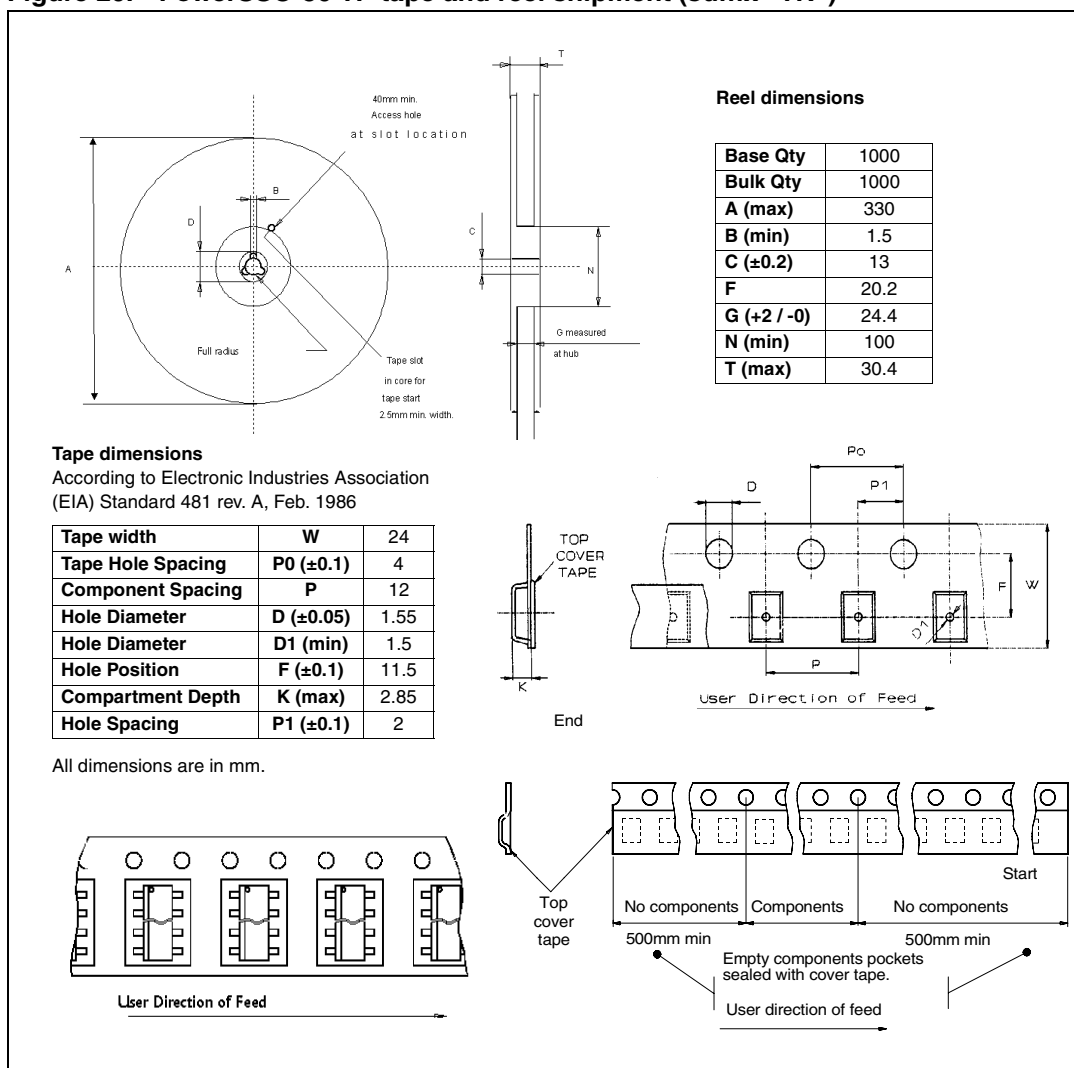 T
40mm min.
Access hole
at slot location
B
D
C
A
N
G measured
at hub
Full radius
Tape slot
in core for
tape start
2.5mm min. width.
Reel dimensions
Base Qty 1000
Bulk Qty 1000
A (max) 330
B (min) 1.5
C (±0.2) 13
F 20.2
G (+2 / -0) 24.4
N (min) 100
T (max) 30.4
Tape dimensions
According to Electronic Industries Association
(EIA) Standard 481 rev. A, Feb. 1986
Tape width W 24
Tape Hole Spacing P0 (±0.1) 4
Component Spacing P 12
Hole Diameter D (±0.05) 1.55
Hole Diameter D1 (min) 1.5
Hole Position F (±0.1) 11.5
Compartment Depth K (max) 2.85
Hole Spacing P1 (±0.1) 2
All dimensions are in mm.
TOP
COVER
TAPE
K
Po
D
P1
F
W
D1
P
User Direction of Feed
End
User Direction of Feed
Top
cover
tape
Start
No components Components No components
500mm min 500mm min
Empty components pockets
sealed with cover tape.
User direction of feed